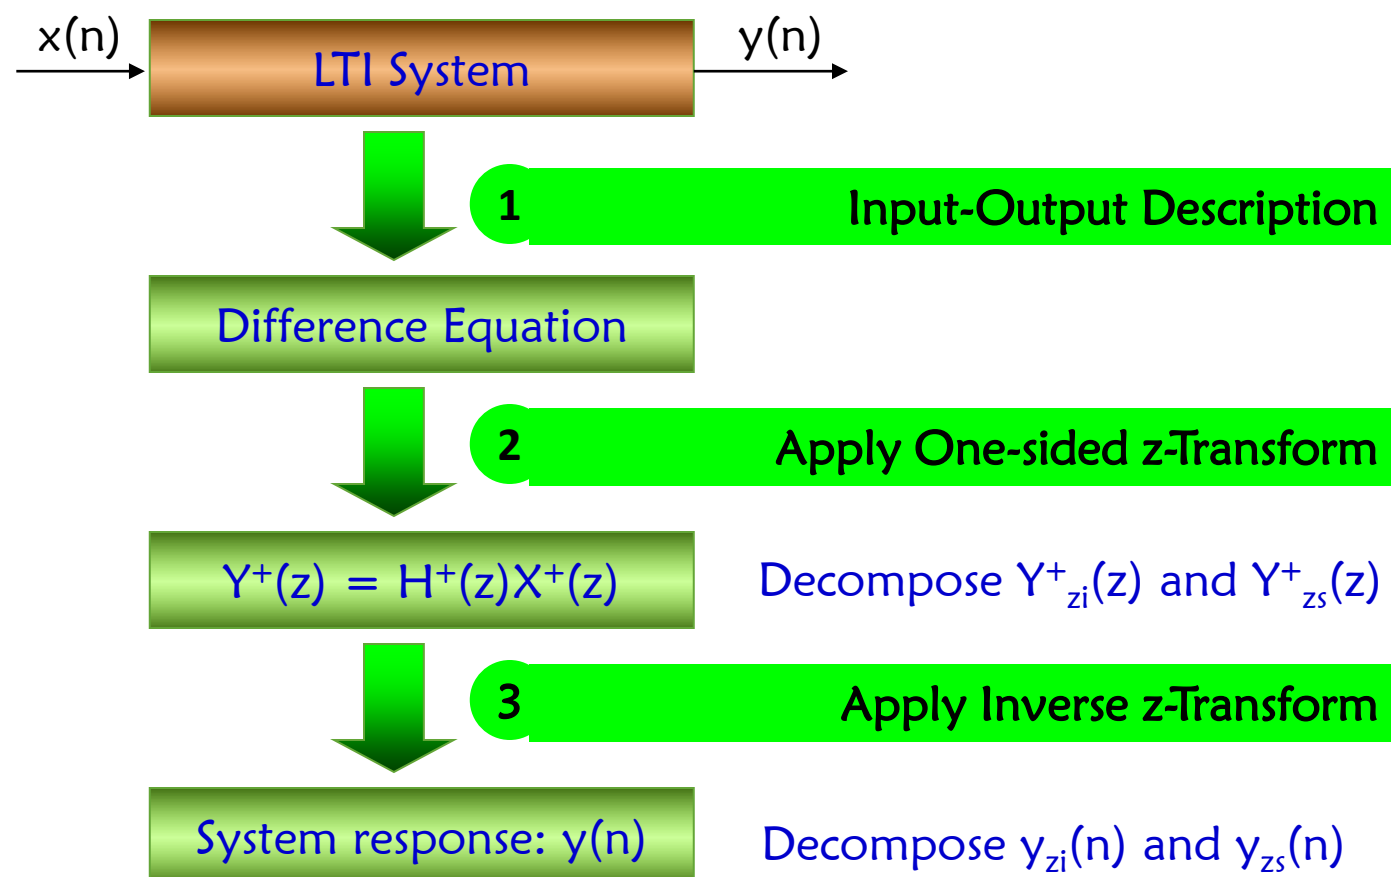 x(n)
LTI System
y(n)
1
Input-Output Description
Difference Equation
2
Apply One-sided z-Transform
Y⁺(z) = H⁺(z)X⁺(z)
Decompose Y⁺zi(z) and Y⁺zs(z)
3
Apply Inverse z-Transform
System response: y(n)
Decompose yzi(n) and yzs(n)